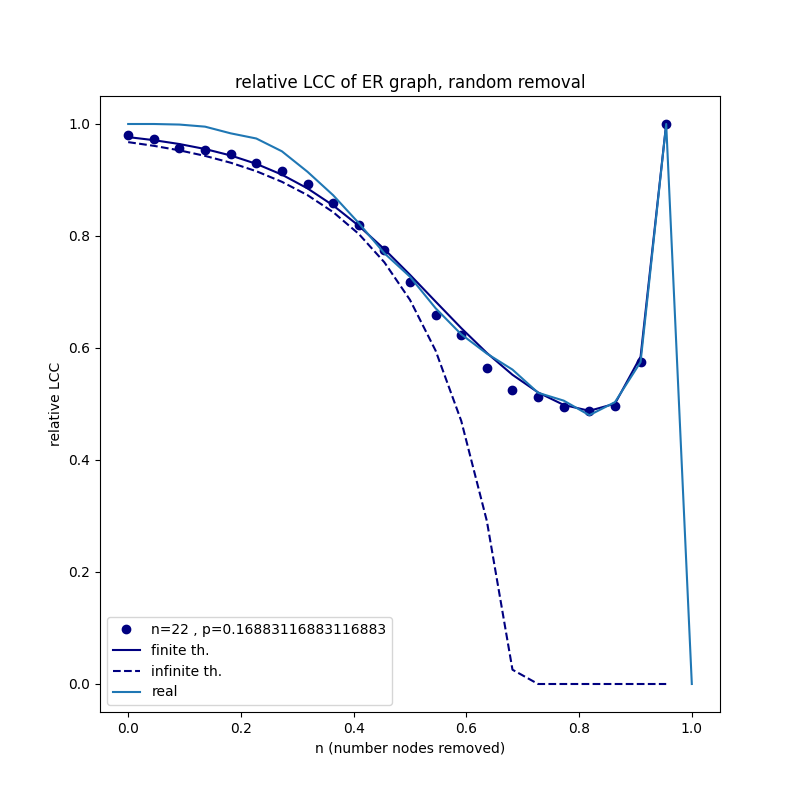 relative LCC of ER graph, random removal
1.0
0.8
0.6
0.4
0.2
0.0
relative LCC
n=22 , p=0.16883116883116883
finite th.
infinite th.
real
0.0 0.2 0.4 0.6 0.8 1.0
n (number nodes removed)